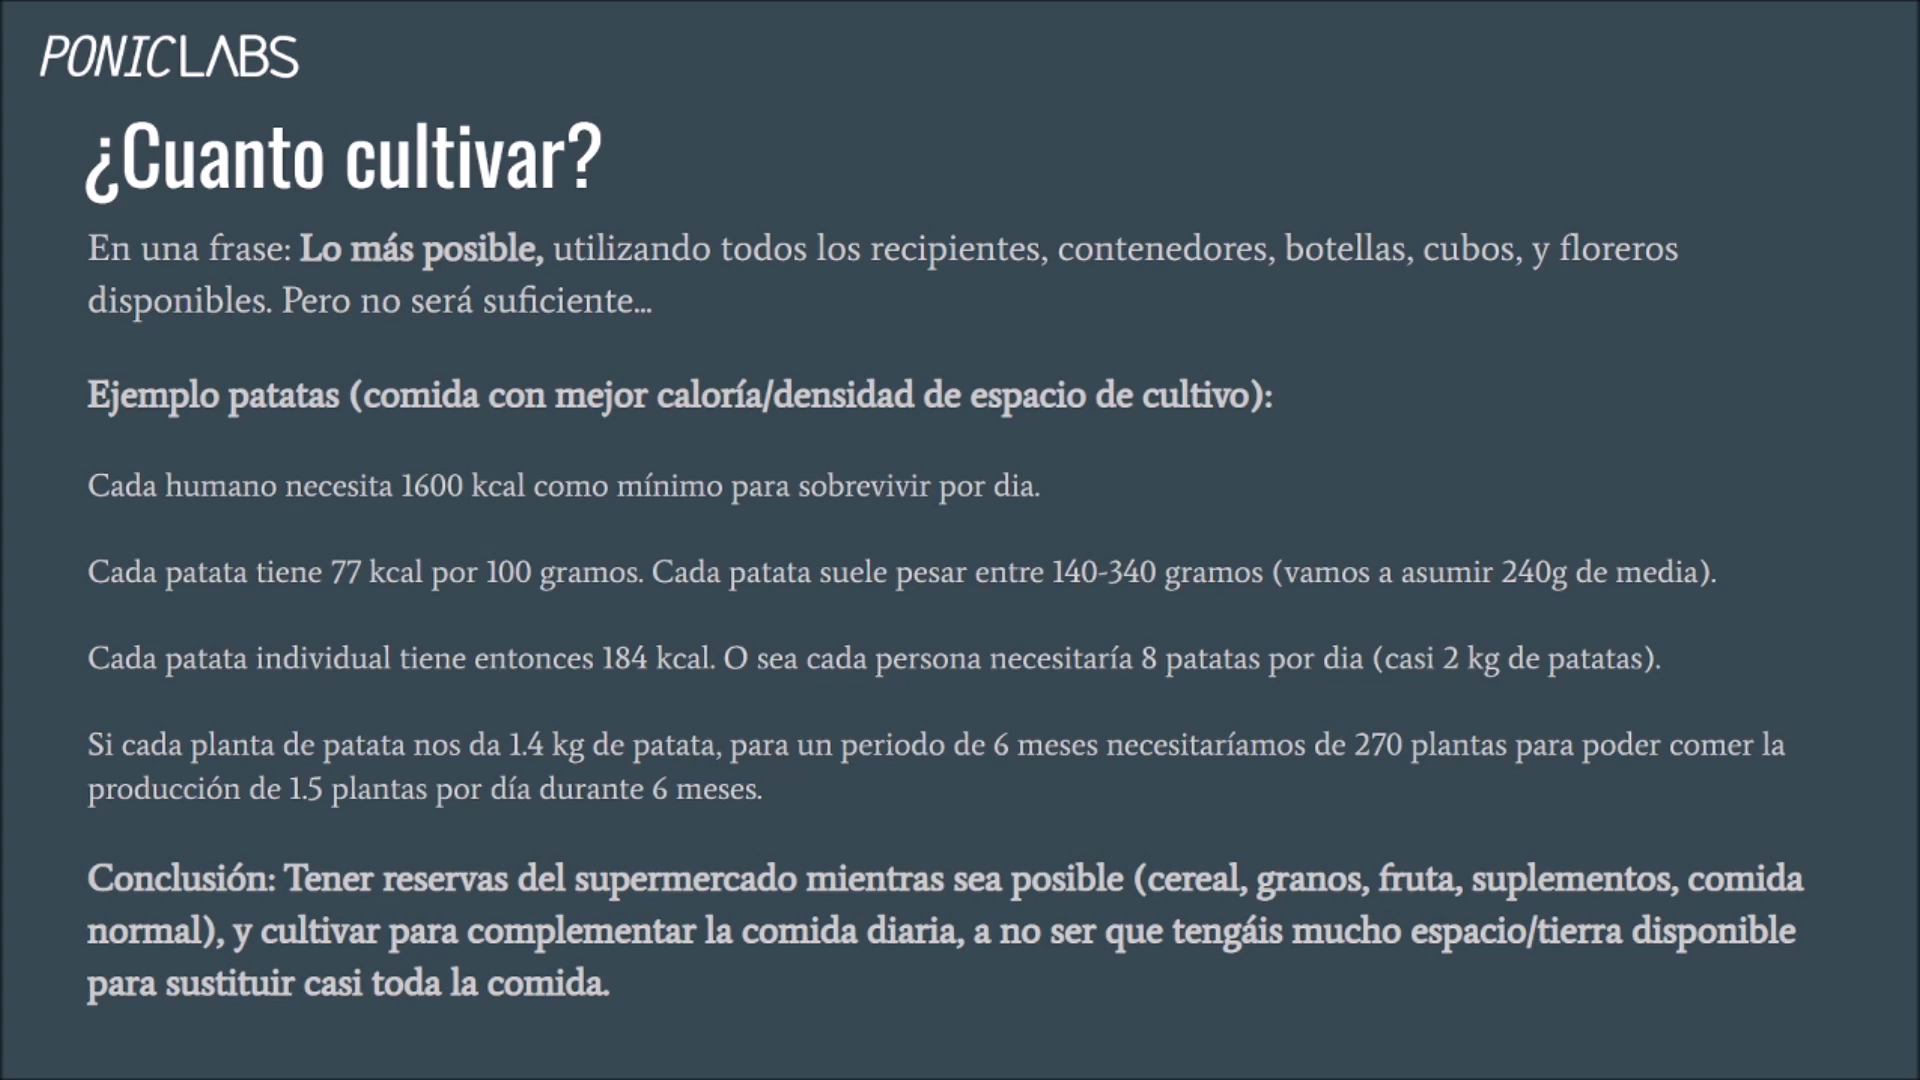 PONICLABS
¿Cuanto cultivar?
En una frase: Lo más posible, utilizando todos los recipientes, contenedores, botellas, cubos, y floreros
disponibles. Pero no será suficiente...
Ejemplo patatas (comida con mejor caloría/densidad de espacio de cultivo):
Cada humano necesita 1600 kcal como mínimo para sobrevivir por dia.
Cada patata tiene 77 kcal por 100 gramos. Cada patata suele pesar entre 140-340 gramos (vamos a asumir 240g de media).
Cada patata individual tiene entonces 184 kcal. O sea cada persona necesitaría 8 patatas por dia (casi 2 kg de patatas).
Si cada planta de patata nos da 1.4 kg de patata, para un periodo de 6 meses necesitaríamos de 270 plantas para poder comer la
producción de 1.5 plantas por día durante 6 meses.
Conclusión: Tener reservas del supermercado mientras sea posible (cereal, granos, fruta, suplementos, comida
normal), y cultivar para complementar la comida diaria, a no ser que tengáis mucho espacio/tierra disponible
para sustituir casi toda la comida.